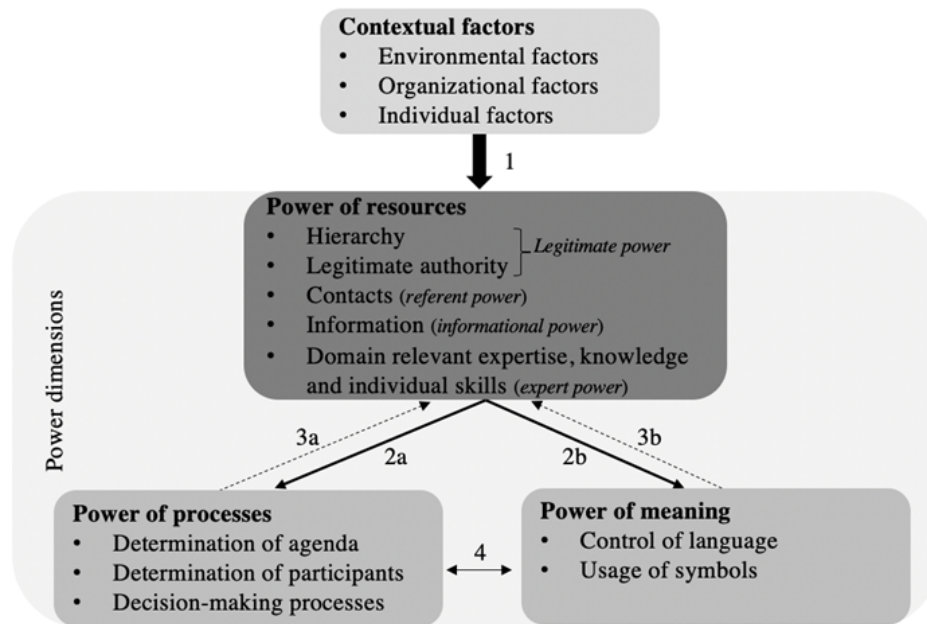 Contextual factors
• Environmental factors
• Organizational factors
• Individual factors
1
Power dimensions
Power of resources
• Hierarchy
• Legitimate authority
Legitimate power
• Contacts (referent power)
• Information (informational power)
• Domain relevant expertise, knowledge
and individual skills (expert power)
3a
2a
2b
3b
Power of processes
• Determination of agenda
• Determination of participants
• Decision-making processes
4
Power of meaning
• Control of language
• Usage of symbols